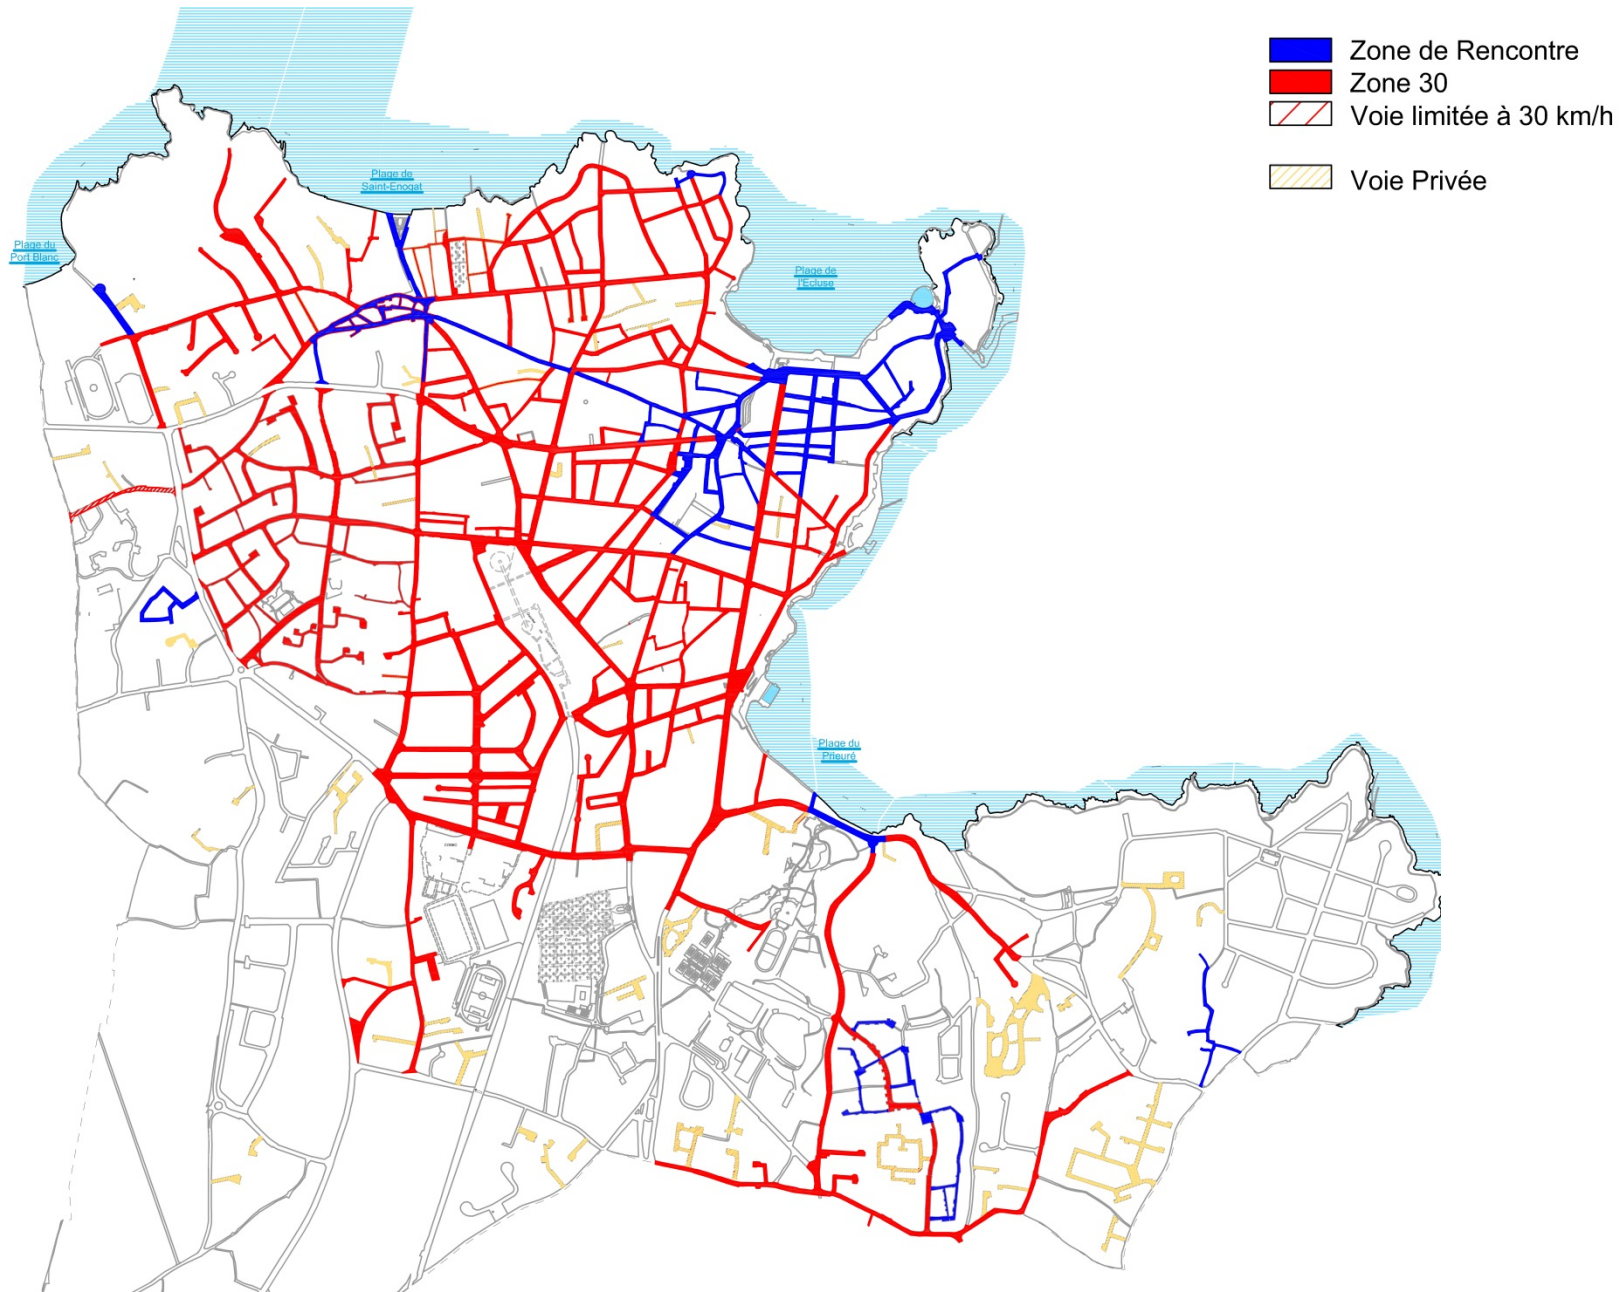 Zone de Rencontre
Zone 30
Voie limitée à 30 km/h
Voie Privée
Plage de
Saint-Enogat
Plage du
Port Blanc
Plage de
l'Ecluse
Plage du
Prieuré